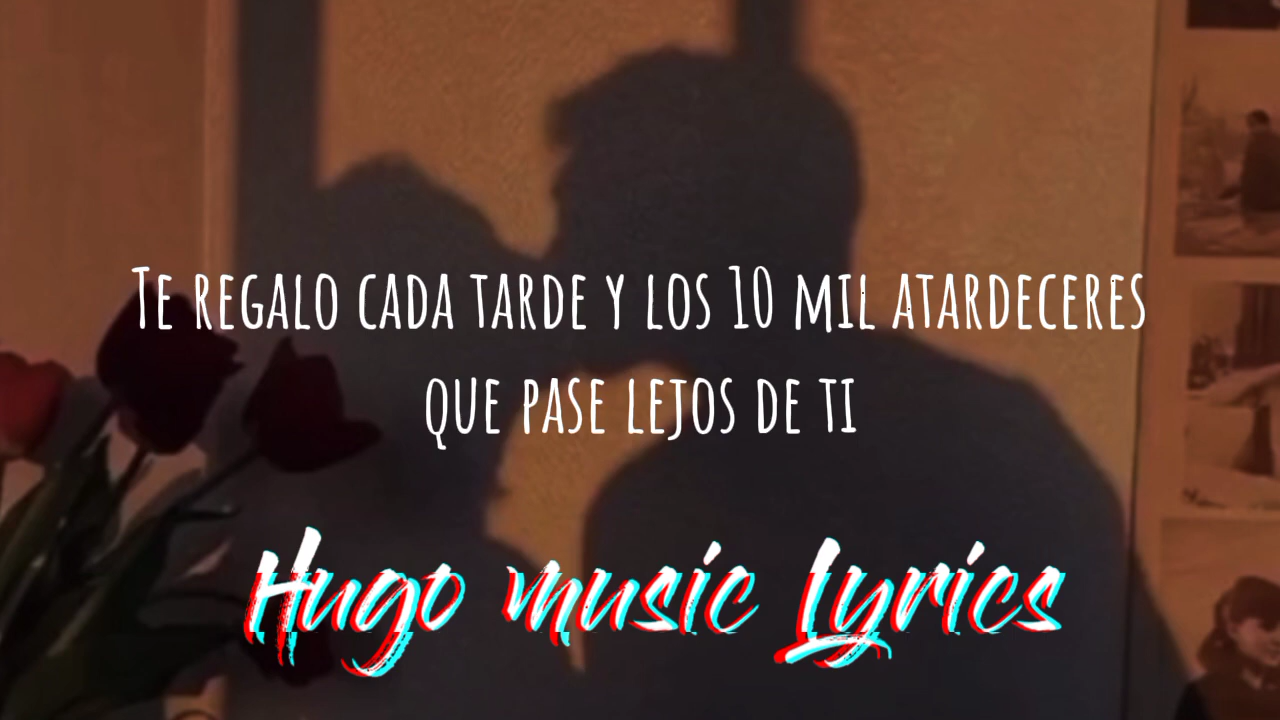 Te regalo cada tarde y los 10 mil atardeceres
que pase lejos de ti
Hugo music Lyrics